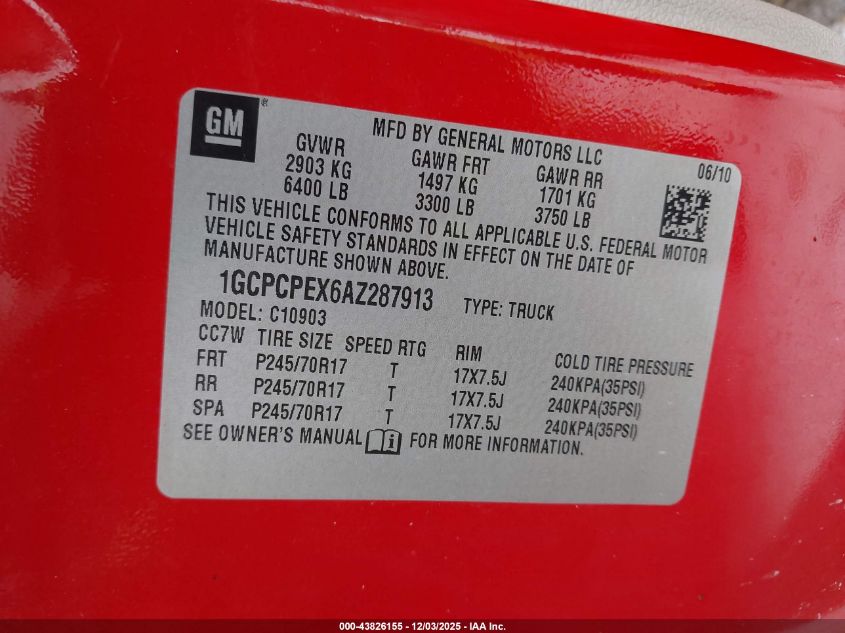 GM®
MFD BY GENERAL MOTORS LLC
06/10
GVWR GAWR FRT GAWR RR
2903 KG 1497 KG 1701 KG
6400 LB 3300 LB 3750 LB
THIS VEHICLE CONFORMS TO ALL APPLICABLE U.S. FEDERAL MOTOR
VEHICLE SAFETY STANDARDS IN EFFECT ON THE DATE OF
MANUFACTURE SHOWN ABOVE.
1GCPCPEX6AZ287913 TYPE: TRUCK
MODEL: C10903
CC7W TIRE SIZE SPEED RTG RIM COLD TIRE PRESSURE
FRT P245/70R17 T 17X7.5J 240KPA(35PSI)
RR P245/70R17 T 17X7.5J 240KPA(35PSI)
SPA P245/70R17 T 17X7.5J 240KPA(35PSI)
SEE OWNER'S MANUAL i FOR MORE INFORMATION.
000-43826155 - 12/03/2025 - IAA Inc.